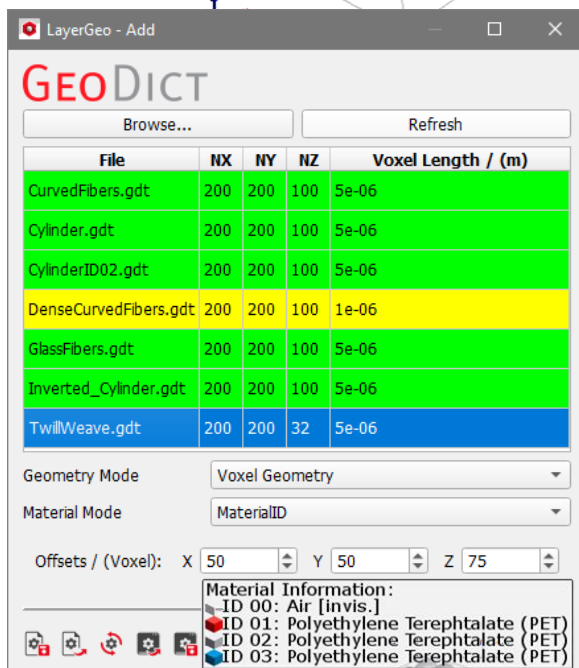 LayerGeo - Add
GEODICT
Browse... Refresh
File NX NY NZ Voxel Length / (m)
CurvedFibers.gdt 200 200 100 5e-06
Cylinder.gdt 200 200 100 5e-06
CylinderID02.gdt 200 200 100 5e-06
DenseCurvedFibers.gdt 200 200 100 1e-06
GlassFibers.gdt 200 200 100 5e-06
Inverted_Cylinder.gdt 200 200 100 5e-06
TwillWeave.gdt 200 200 32 5e-06
Geometry Mode Voxel Geometry
Material Mode MaterialID
Offsets / (Voxel): X 50 Y 50 Z 75
Material Information:
ID 00: Air [invis.]
ID 01: Polyethylene Terephtalate (PET)
ID 02: Polyethylene Terephtalate (PET)
ID 03: Polyethylene Terephtalate (PET)